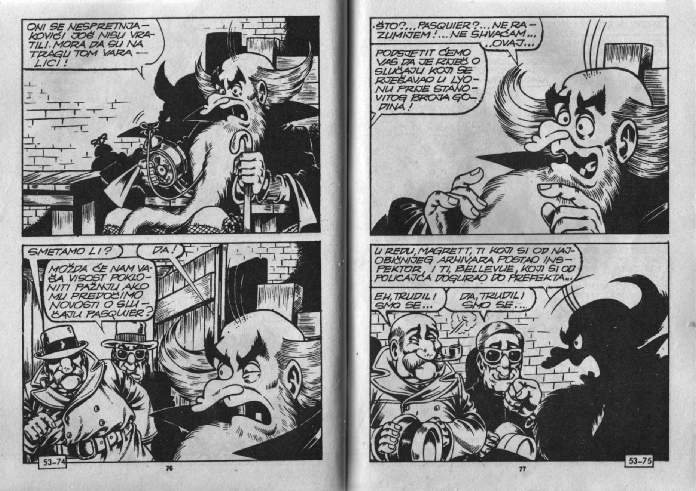 ONI SE NESPRETNJA-
KOVIĆI JOŠ NISU VRA-
TILI. MORA DA SU NA
TRAGU TOM VARA-
LICI!
SMETAMO LI?
DA!
MOŽDA ĆE NAM VA-
ŠA VISOST POKLO-
NITI PAŽNJU AKO
MU PREDOČIMO
NOVOSTI O SLU-
ČAJU PASQUIER?
53-74
76
ŠTO?... PASQUIER?... NE RA-
ZUMIJEM!... NE SHVAĆAM...
...OVAJ...
PODSJETIT ĆEMO
VAS DA JE RIJEČ O
SLUČAJU KOJI SE
RJEŠAVAO U LYO-
NU PRIJE STANO-
VITOG BROJA GO-
DINA!
U REDU, MAGRETT, TI KOJI SI OD NAJ-
OBIČNIJEG ARHIVARA POSTAO INS-
PEKTOR, I TI, BELLEVUE, KOJI SI OD
POLICAJCA DOGURAO DO PREFEKTA...
EH, TRUDILI
SMO SE...
DA, TRUDILI
SMO SE...
77
53-75